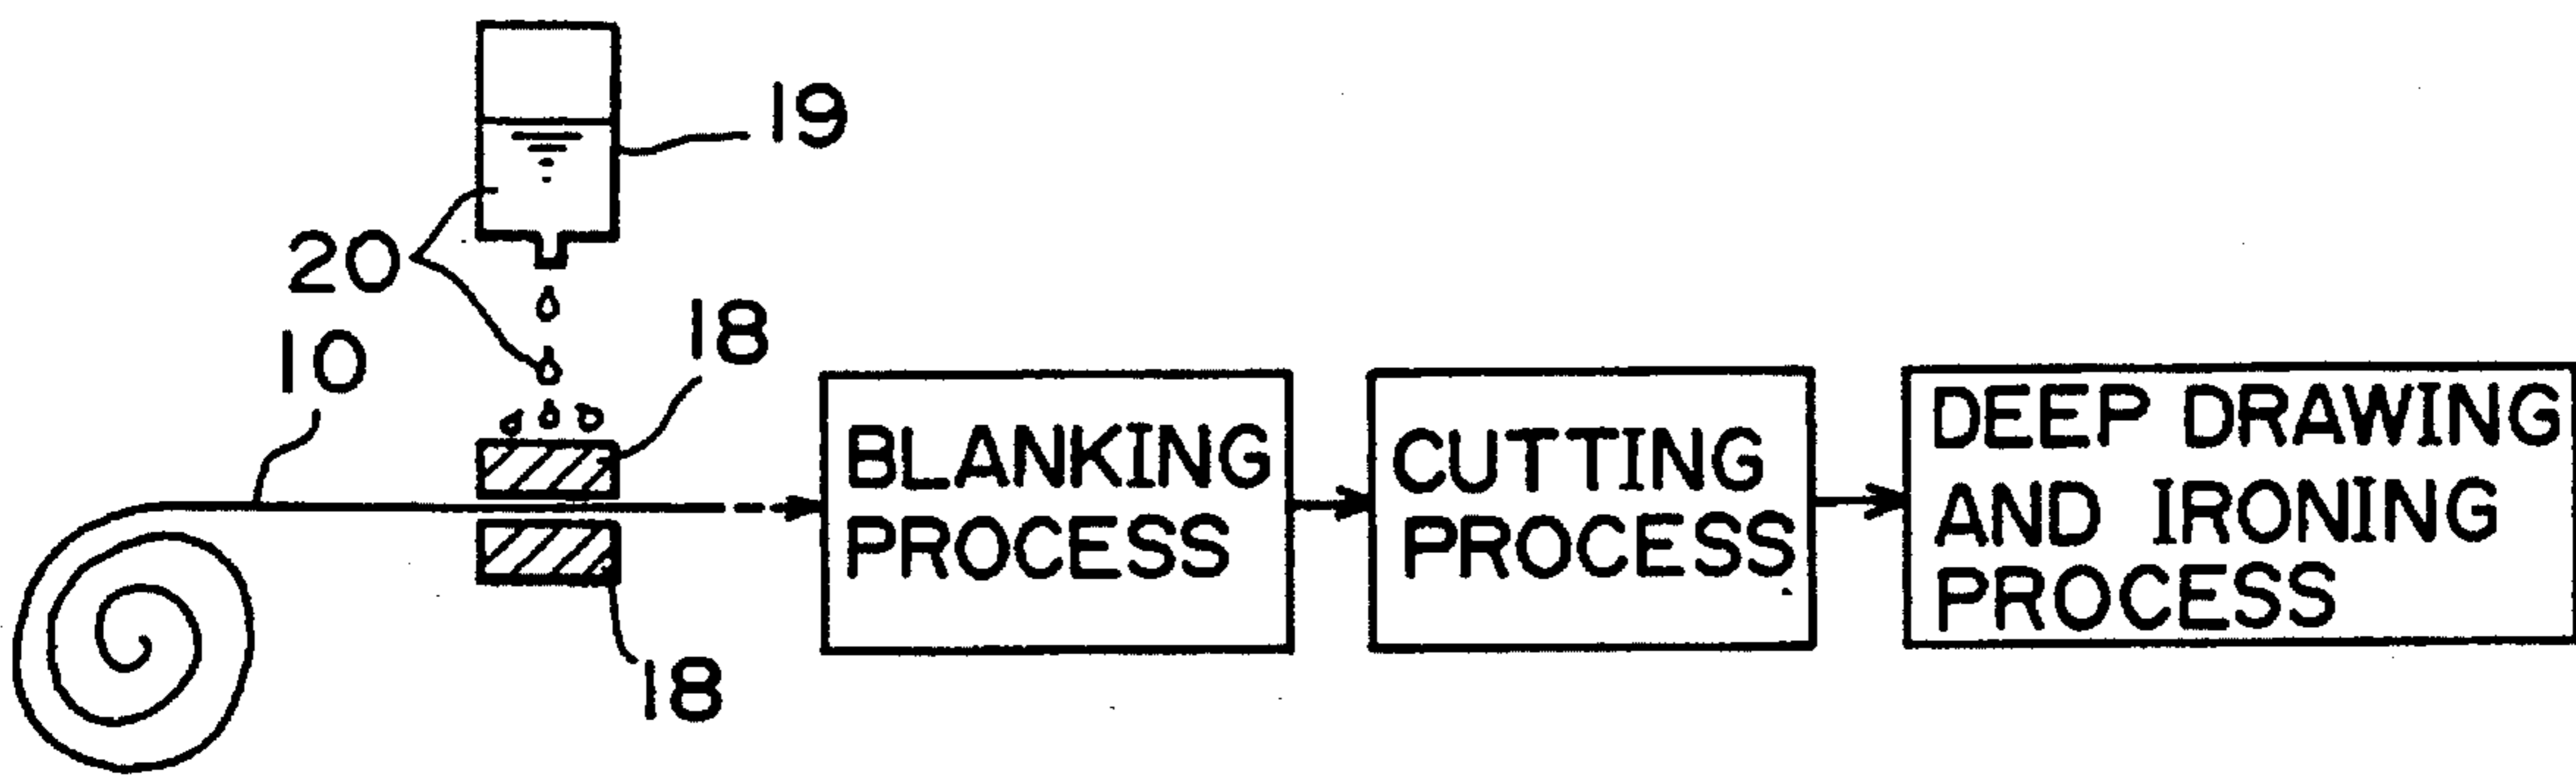 19
20
10
18
18
BLANKING
PROCESS
CUTTING
PROCESS
DEEP DRAWING
AND IRONING
PROCESS